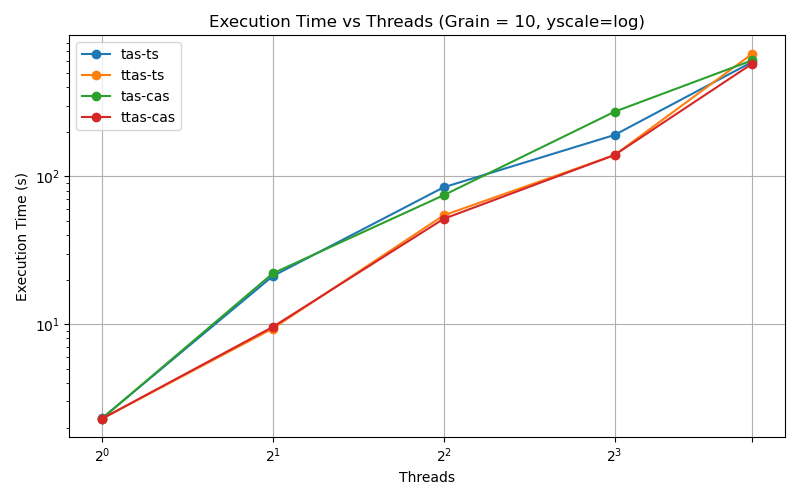 Execution Time vs Threads (Grain = 10, yscale=log)
tas-ts
ttas-ts
tas-cas
ttas-cas
Execution Time (s)
10²
10¹
2⁰ 2¹ 2² 2³
Threads